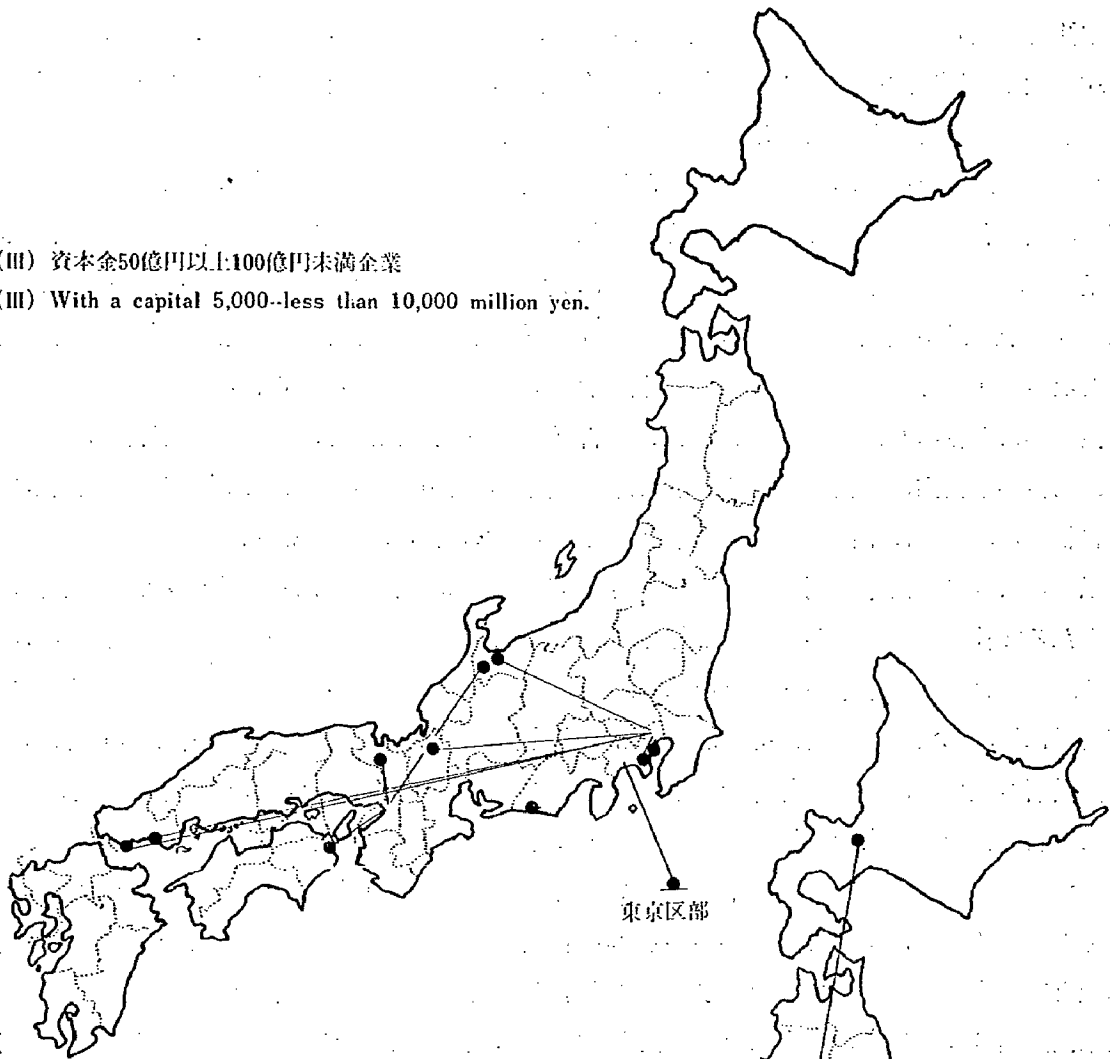 (III) 資本金50億円以上100億円未満企業
(III) With a capital 5,000--less than 10,000 million yen.
東京区部